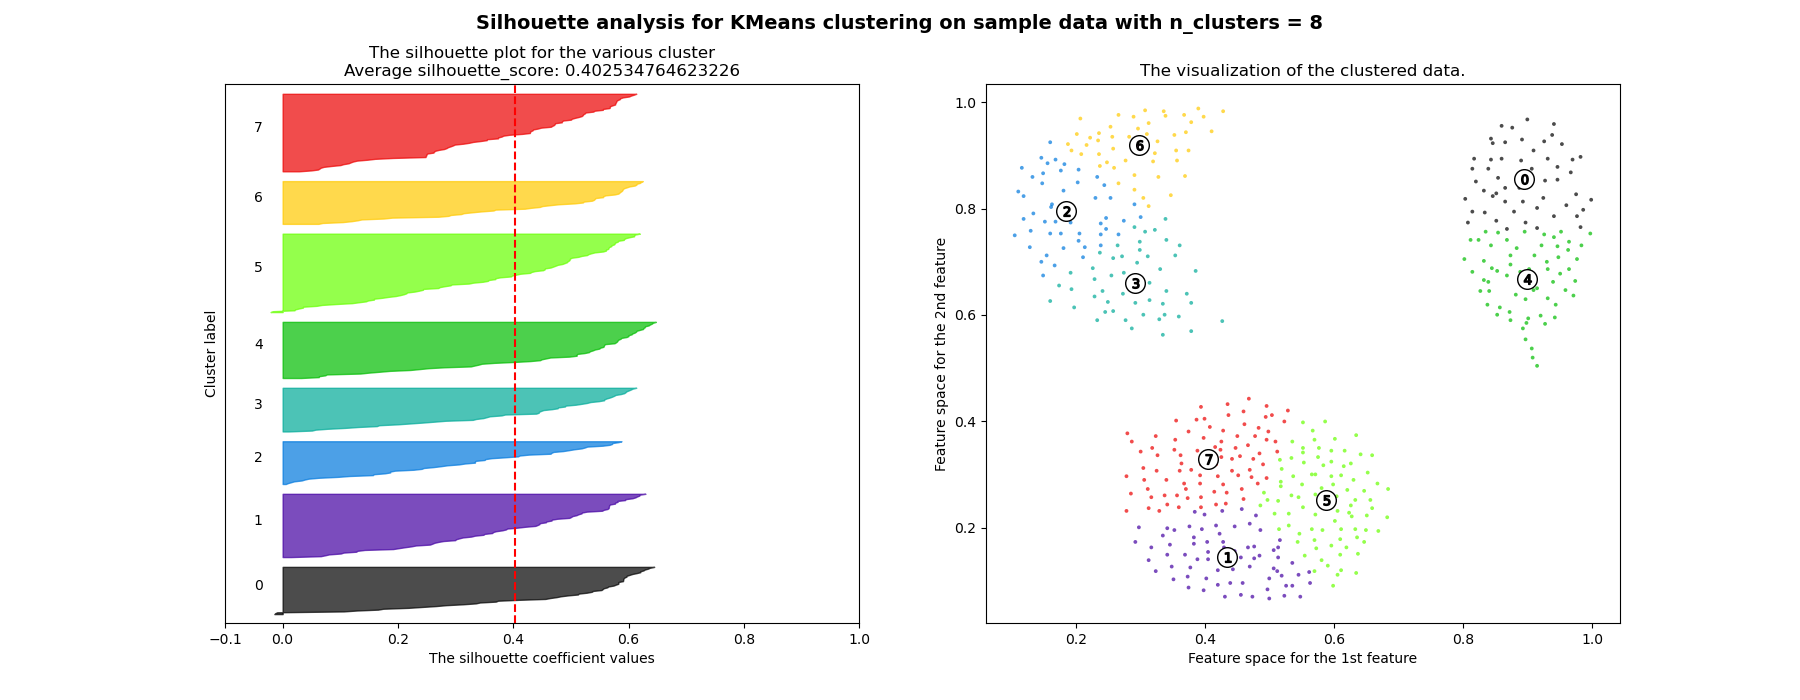 Silhouette analysis for KMeans clustering on sample data with n_clusters = 8
The silhouette plot for the various cluster
Average silhouette_score: 0.402534764623226
7
6
5
4
3
2
1
0
Cluster label
−0.1 0.0 0.2 0.4 0.6 0.8 1.0
The silhouette coefficient values
The visualization of the clustered data.
1.0
0.8
0.6
0.4
0.2
Feature space for the 2nd feature
6
0
2
4
3
7
5
1
0.2 0.4 0.6 0.8 1.0
Feature space for the 1st feature